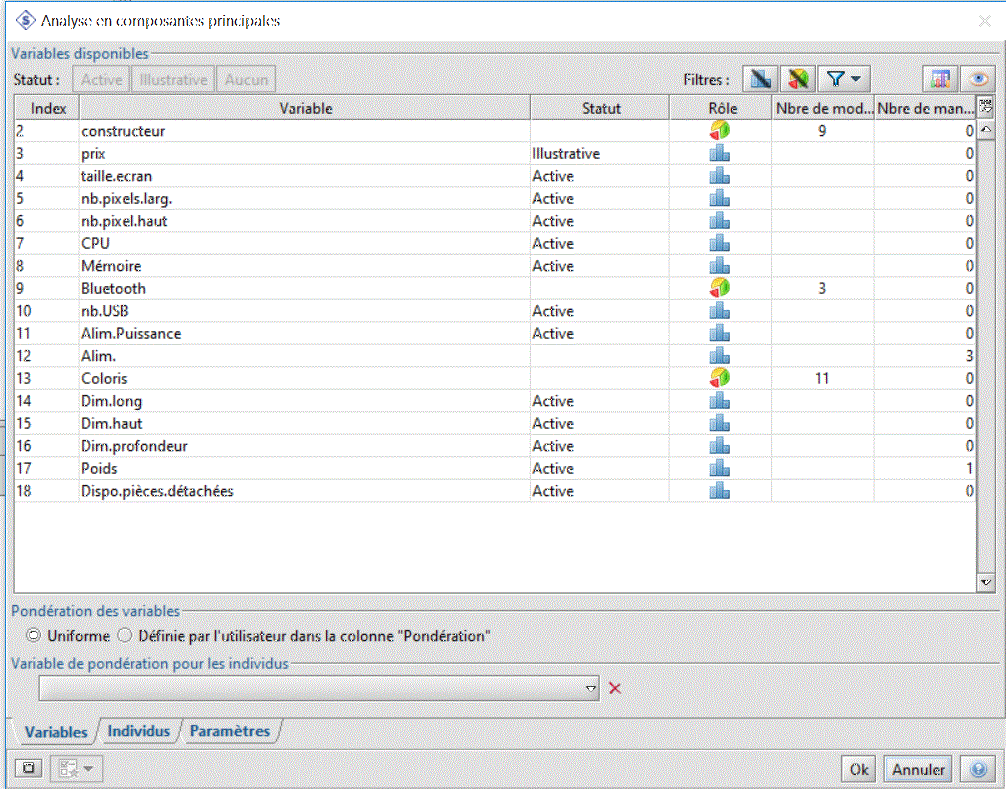 Analyse en composantes principales
Variables disponibles
Statut : Active Illustrative Aucun Filtres :
Index Variable Statut Rôle Nbre de mod... Nbre de man...
2 constructeur 9 0
3 prix Illustrative 0
4 taille.ecran Active 0
5 nb.pixels.larg. Active 0
6 nb.pixel.haut Active 0
7 CPU Active 0
8 Mémoire Active 0
9 Bluetooth 3 0
10 nb.USB Active 0
11 Alim.Puissance Active 0
12 Alim. 3
13 Coloris 11 0
14 Dim.long Active 0
15 Dim.haut Active 0
16 Dim.profondeur Active 0
17 Poids Active 1
18 Dispo.pièces.détachées Active 0
Pondération des variables
Uniforme Définie par l'utilisateur dans la colonne "Pondération"
Variable de pondération pour les individus
Variables Individus Paramètres
Ok Annuler